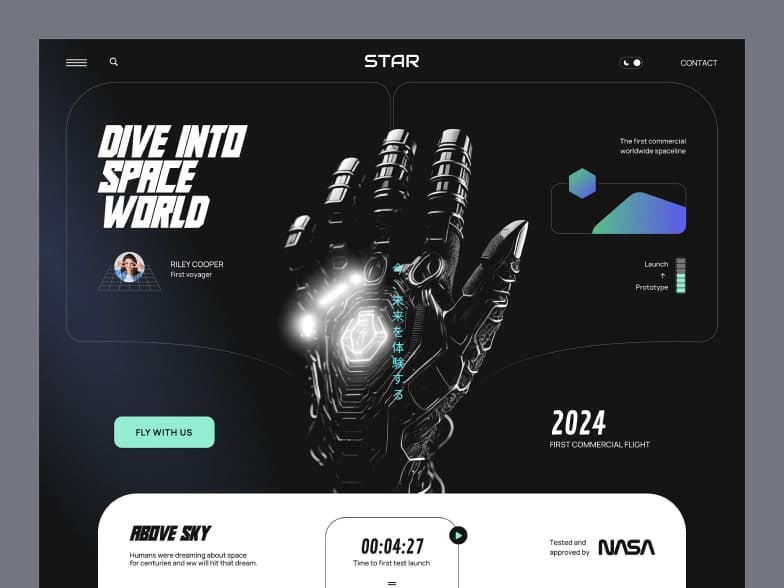 STAR
CONTACT
DIVE INTO
SPACE
WORLD
The first commercial
worldwide spaceline
RILEY COOPER
First voyager
Launch
↑
Prototype
今、未来を体験する
FLY WITH US
2024
FIRST COMMERCIAL FLIGHT
ABOVE SKY
Humans were dreaming about space
for centuries and ww will hit that dream.
00:04:27
Time to first test launch
Tested and
approved by
NASA